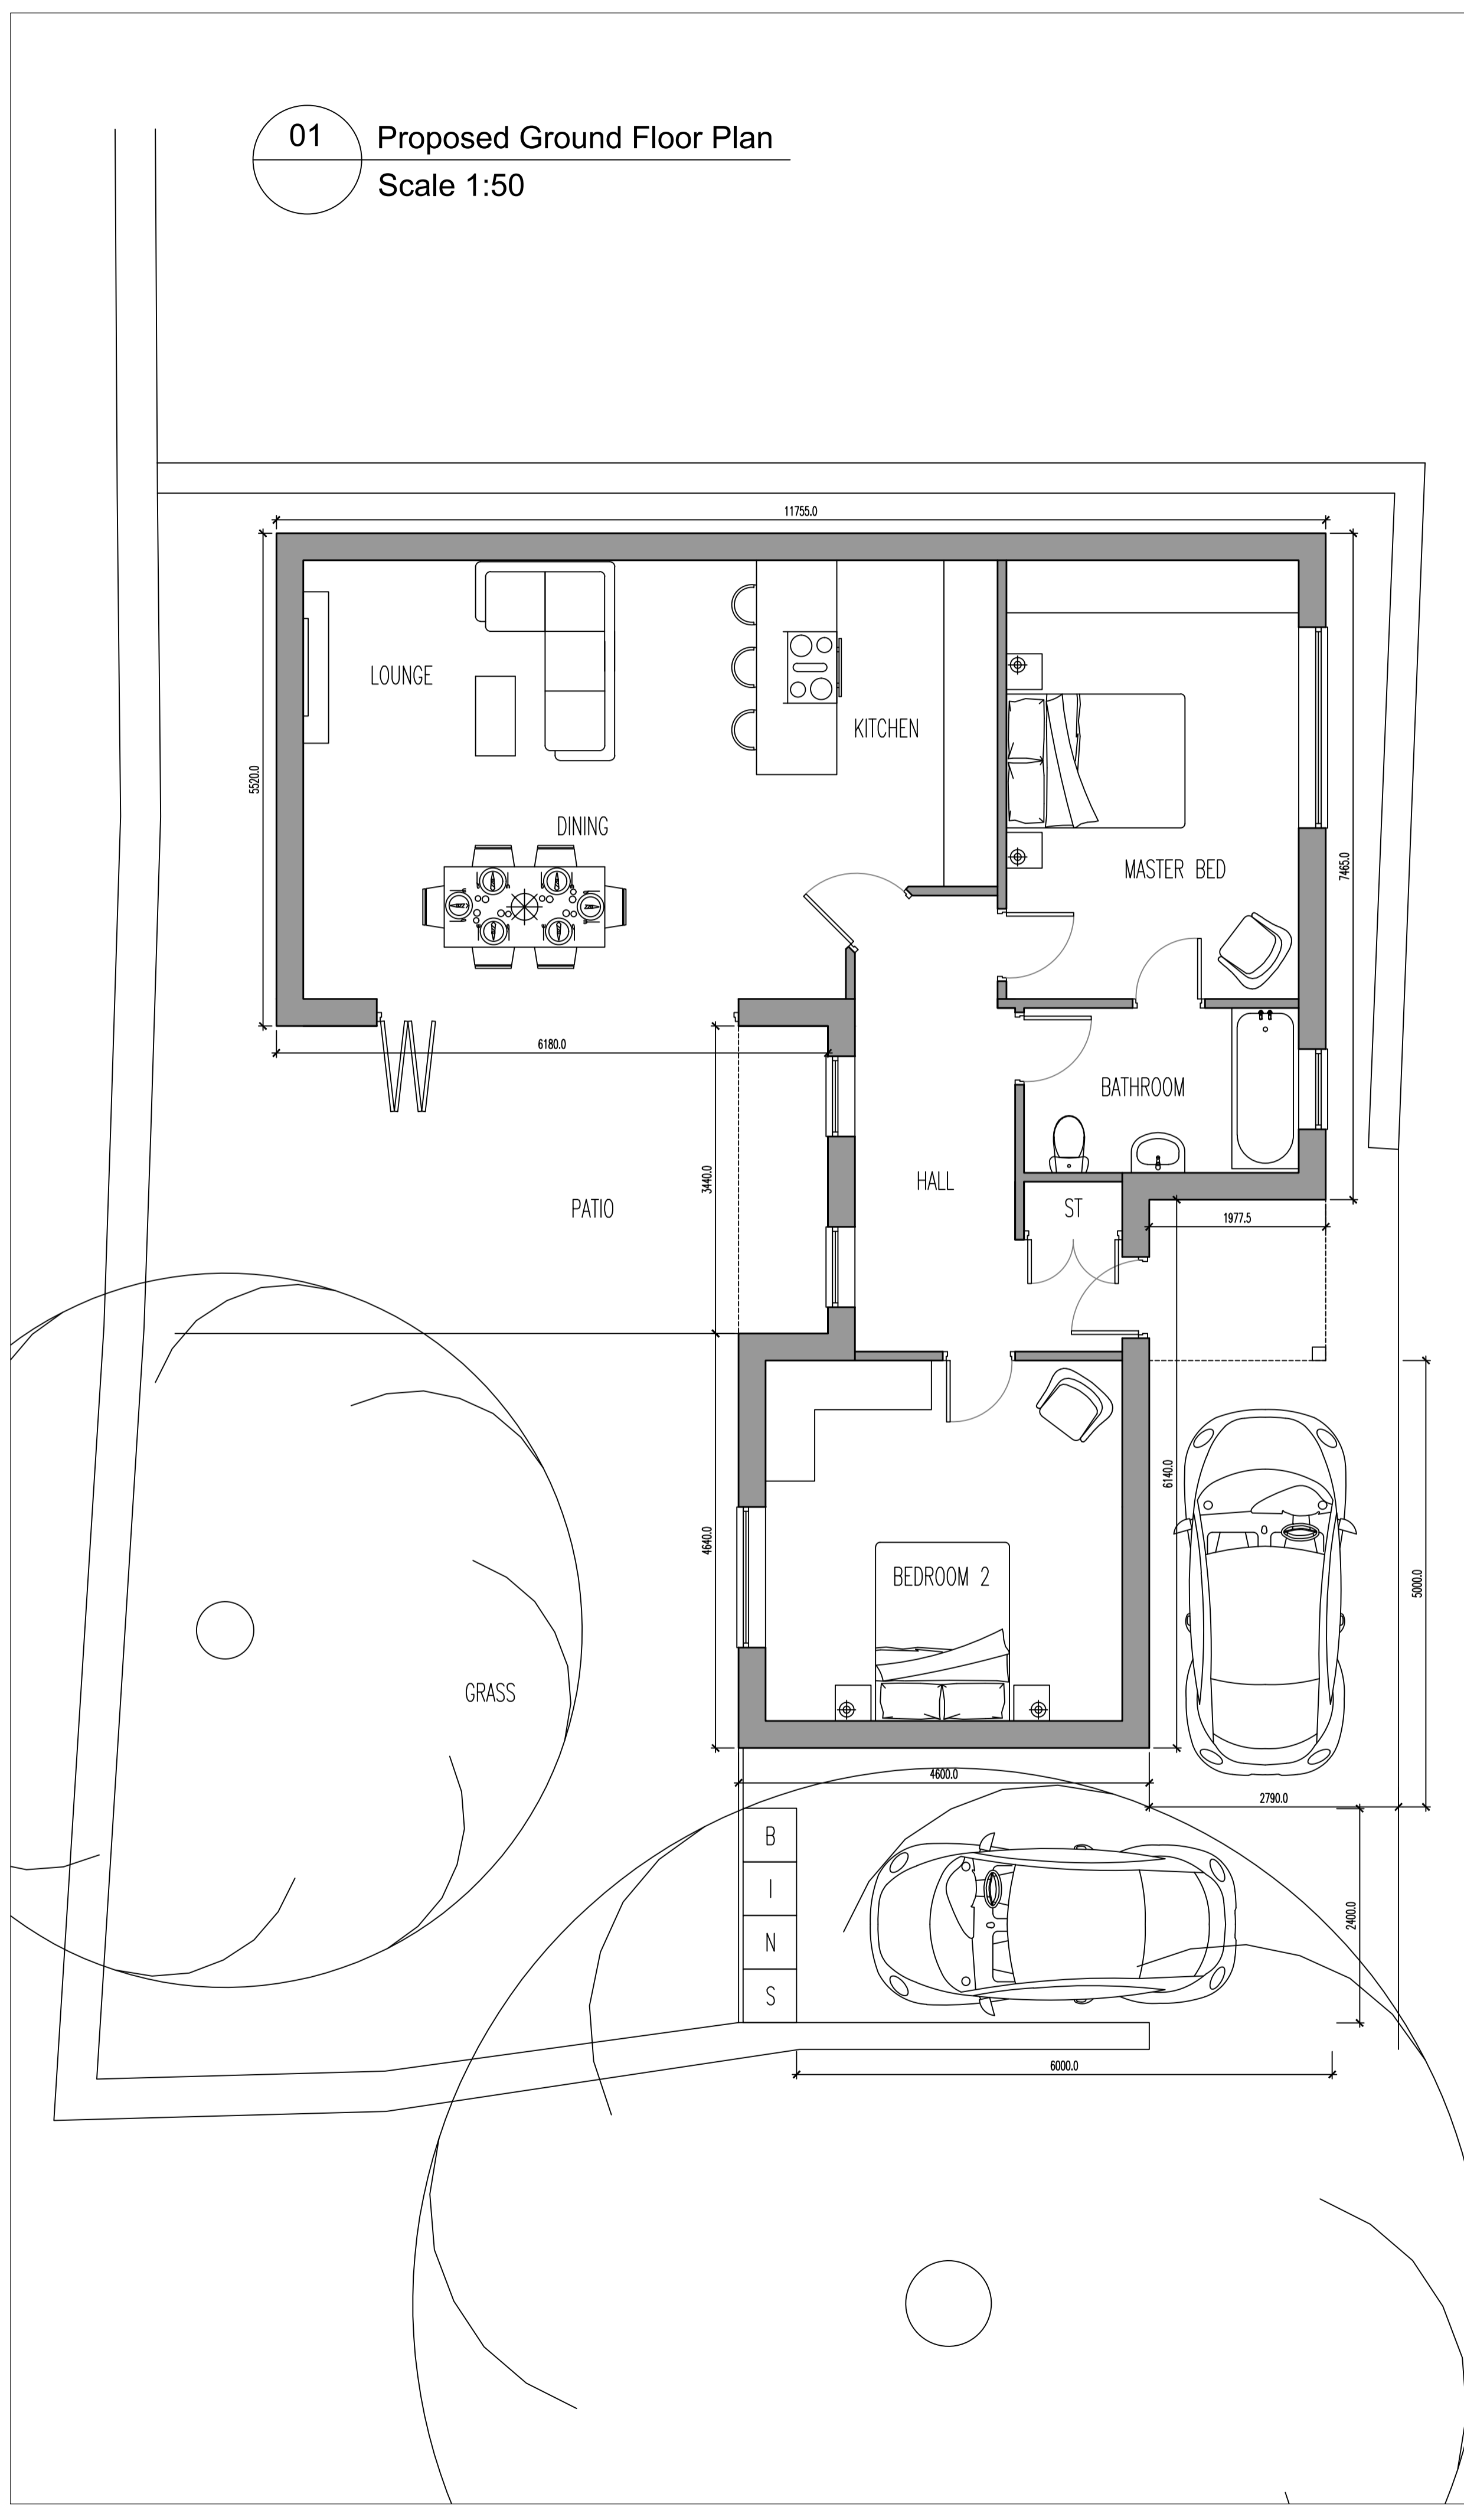 01
Proposed Ground Floor Plan
Scale 1:50
11755.0
LOUNGE
KITCHEN
5520.0
DINING
MASTER BED
7465.0
6180.0
BATHROOM
3440.0
HALL
ST
PATIO
1977.5
6140.0
4640.0
BEDROOM 2
5000.0
GRASS
4600.0
2790.0
B
I
N
S
2400.0
6000.0